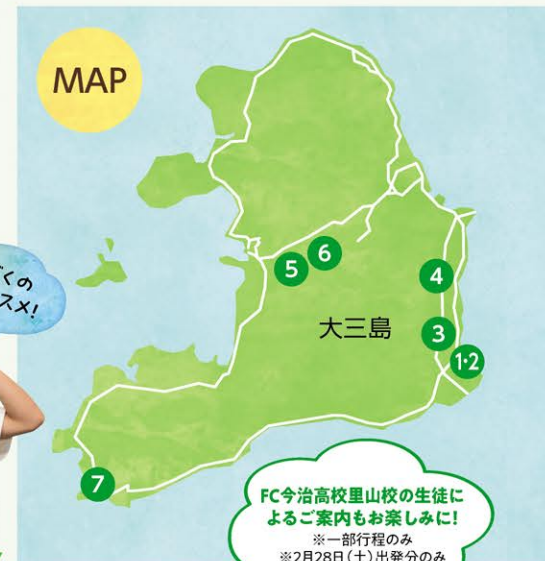 MAP
くの
スメ!
5
6
4
大三島
3
1・2
7
FC今治高校里山校の生徒に
よるご案内もお楽しみに!
※一部行程のみ
※2月28日(土)出発分のみ